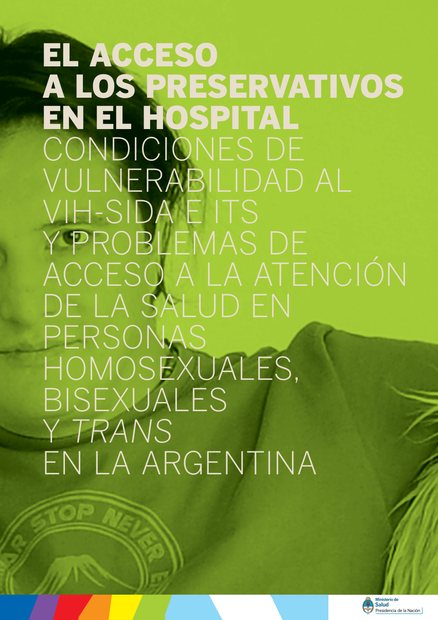 EL ACCESO
A LOS PRESERVATIVOS
EN EL HOSPITAL
CONDICIONES DE
VULNERABILIDAD AL
VIH-SIDA E ITS
Y PROBLEMAS DE
ACCESO A LA ATENCIÓN
DE LA SALUD EN
PERSONAS
HOMOSEXUALES,
BISEXUALES
Y TRANS
EN LA ARGENTINA
STOP NEVER
Ministerio de
Salud
Presidencia de la Nación